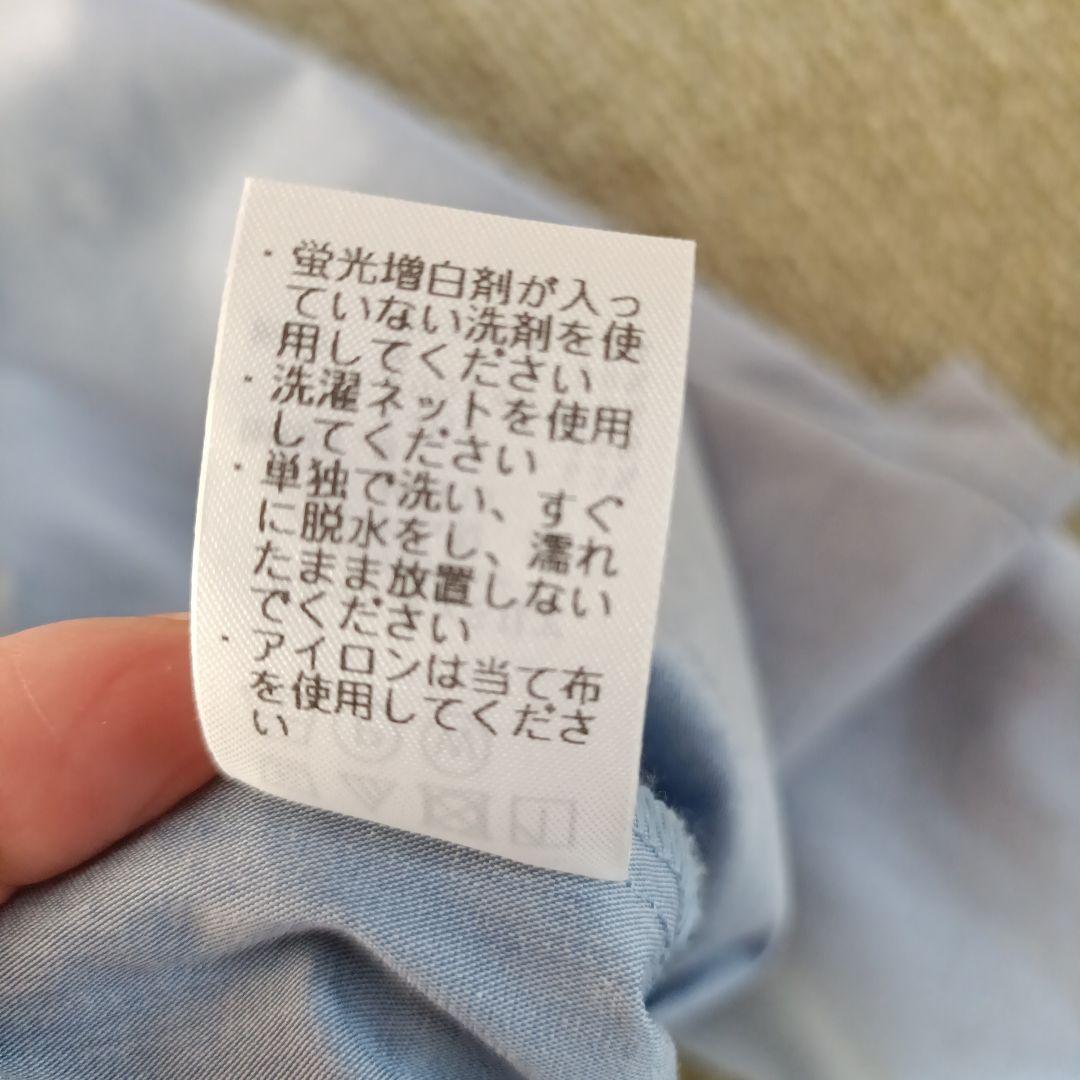 ・蛍光増白剤が入っ
ていない洗剤を使
用してください
・洗濯ネットを使用
してください
・単独で洗い、すぐ
に脱水をし、濡れ
たまま放置しない
でください
・アイロンは当て布
を使用してくださ
い